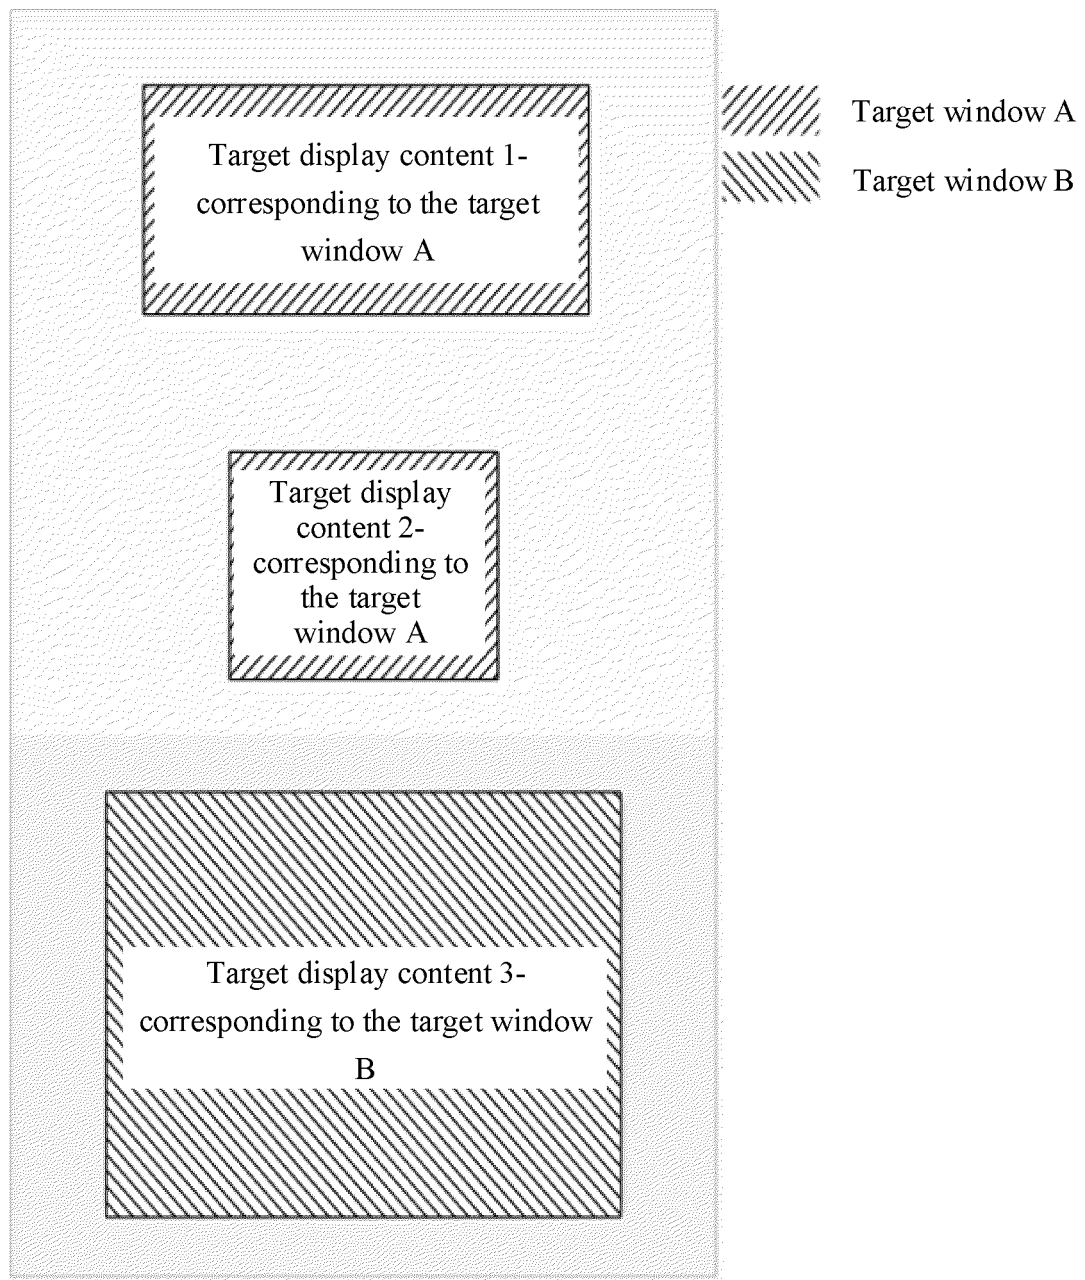 Target display content 1-
corresponding to the target
window A
Target window A
Target window B
Target display
content 2-
corresponding to
the target
window A
Target display content 3-
corresponding to the target window
B